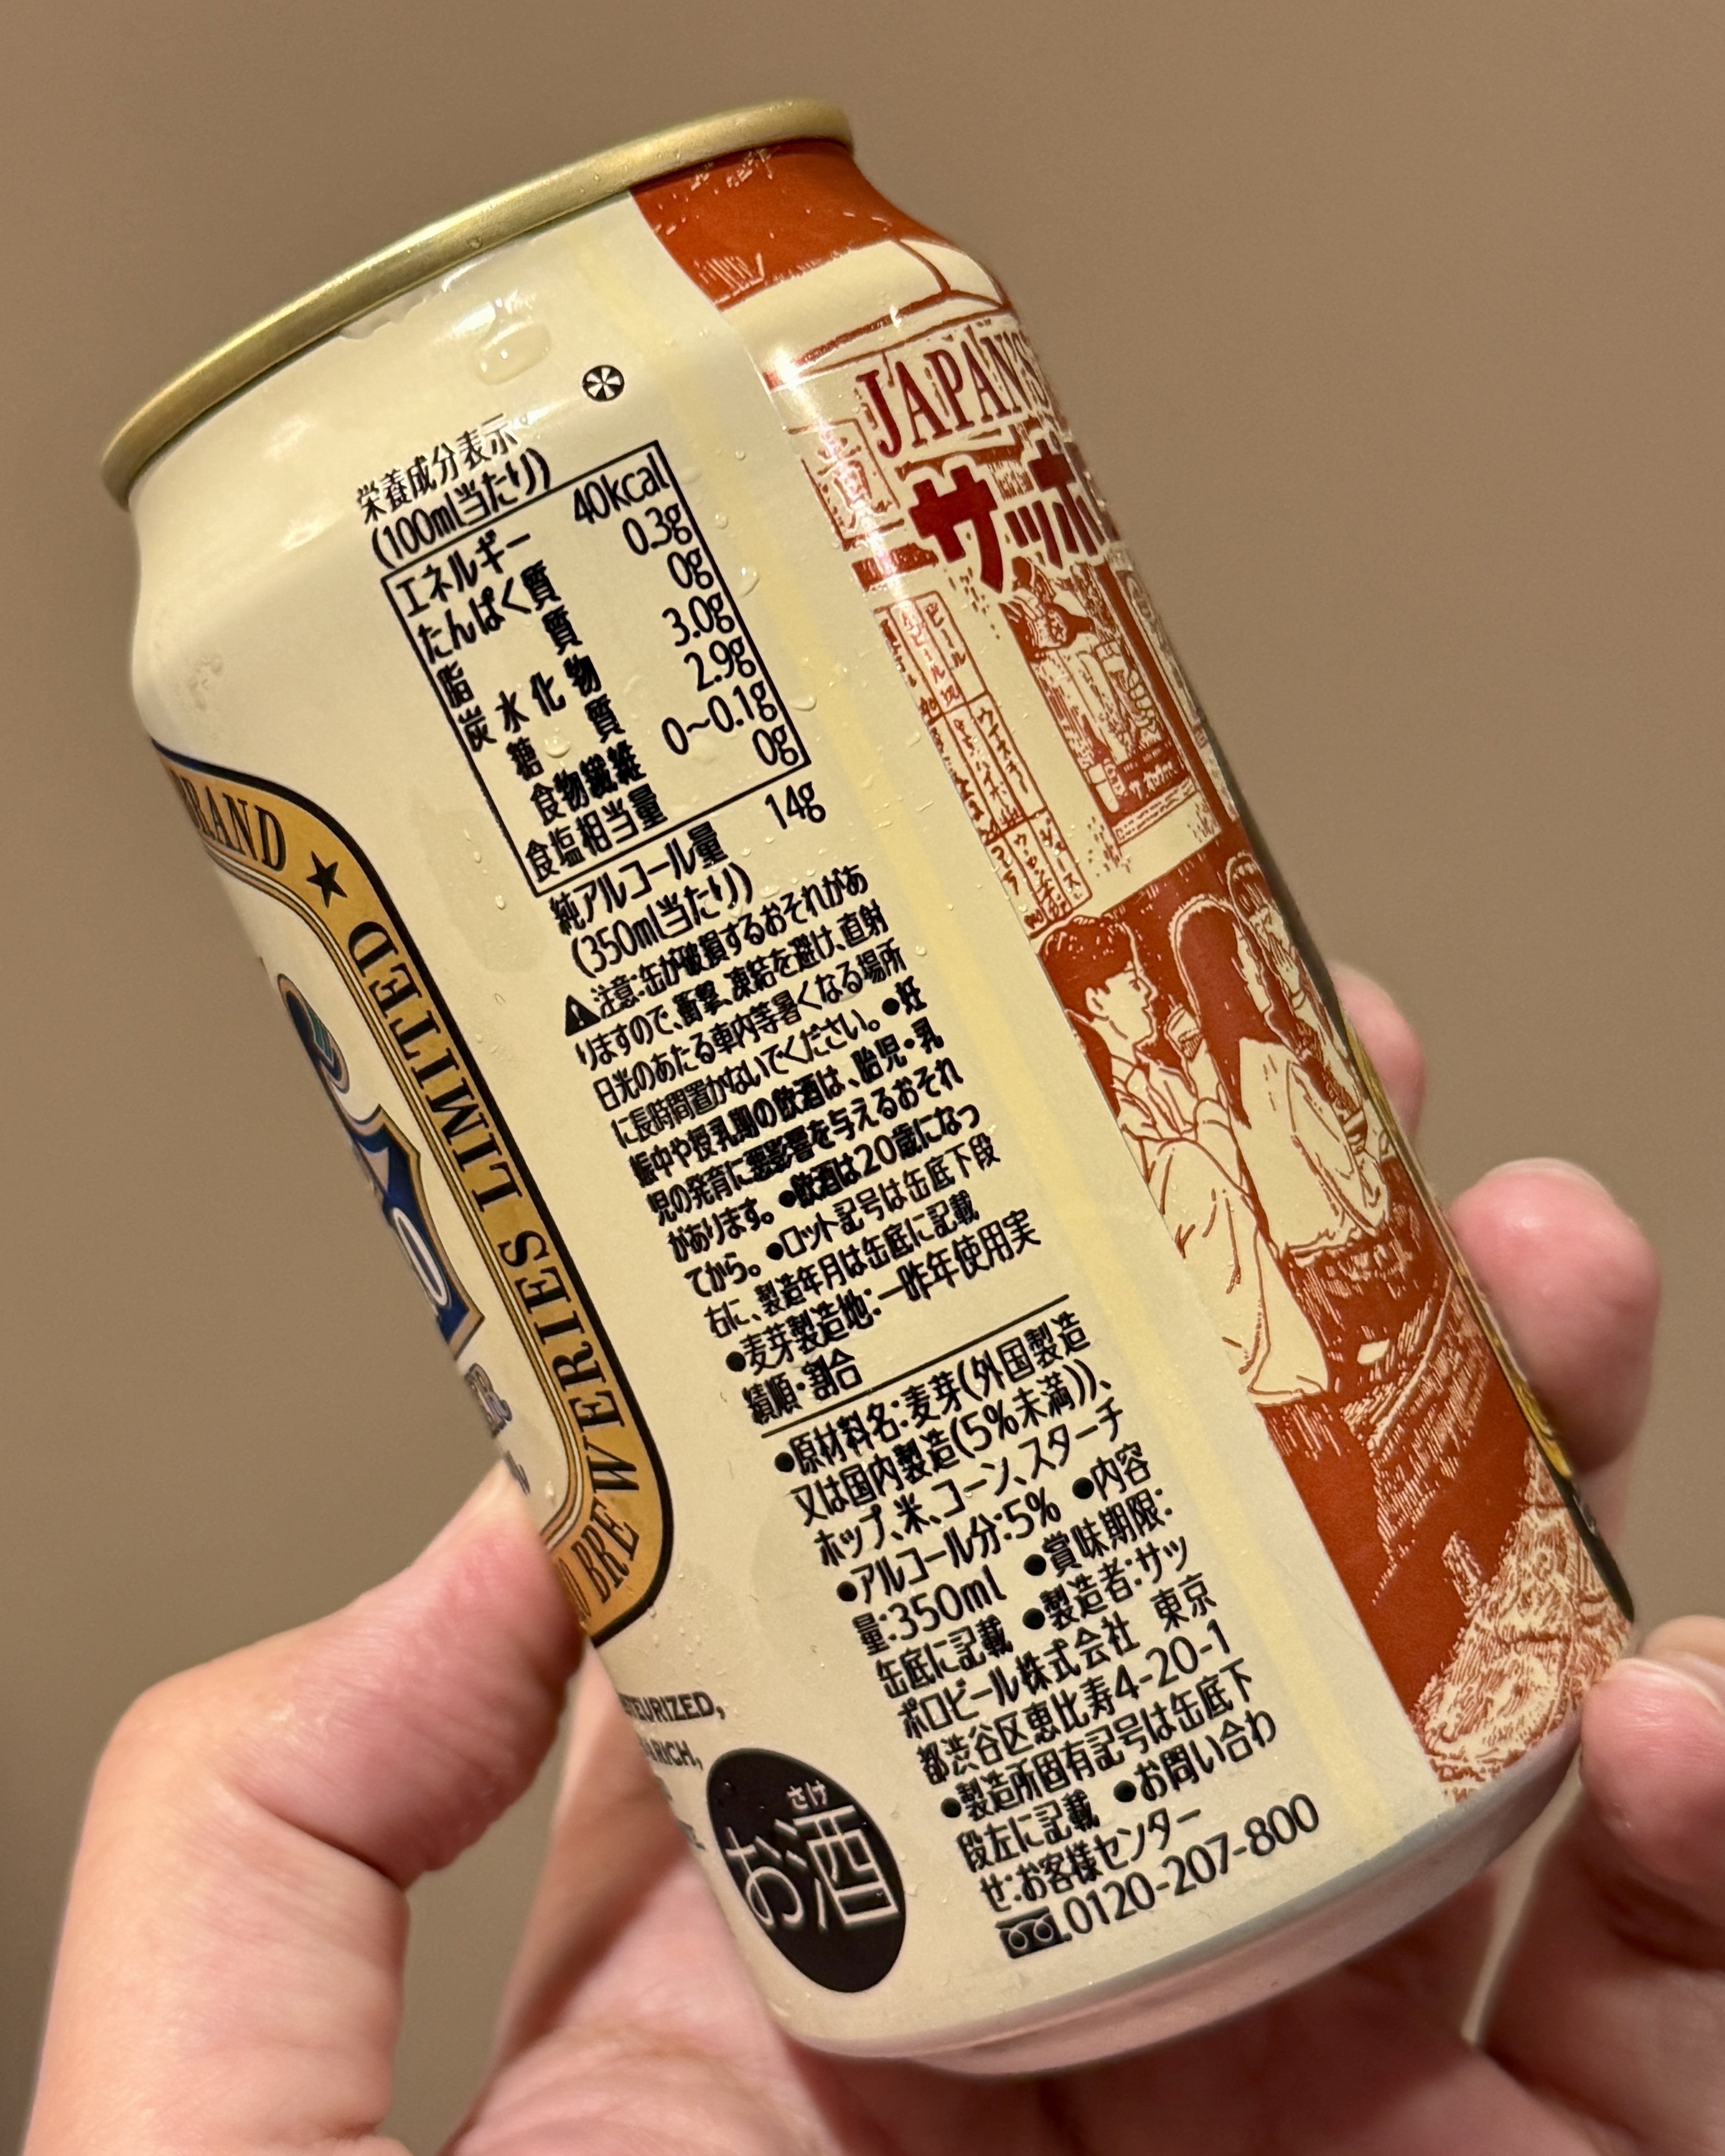 栄養成分表示
(100ml当たり)
エネルギー 40kcal
たんぱく質 0.3g
脂質 0g
炭水化物 3.0g
糖質 2.9g
食物繊維 0~0.1g
食塩相当量 0g
純アルコール量 14g
(350ml当たり)
注意:缶が破損するおそれがあ
りますので、衝撃、凍結を避け、直射
日光のあたる車内等暑くなる場所
に長時間置かないでください。●妊
娠中や授乳期の飲酒は、胎児・乳
児の発育に悪影響を与えるおそれ
があります。●飲酒は20歳になっ
てから。●ロット記号は缶底下段
右に、製造年月は缶底に記載
●麦芽製造地:一昨年使用実
績順・割合
●原材料名:麦芽(外国製造
又は国内製造(5%未満))、
ホップ、米、コーン、スターチ
●アルコール分:5% ●内容
量:350ml ●賞味期限:
缶底に記載 ●製造者:サッ
ポロビール株式会社 東京
都渋谷区恵比寿4-20-1
●製造所固有記号は缶底下
段左に記載 ●お問い合わ
せ:お客様センター
0120-207-800
さけ
お酒
RAND ★ LIMITED
BREWERIES
TEURIZED,
RICH,
JAPAN'S
サッポ
ビール
ウイスキー
ジュース